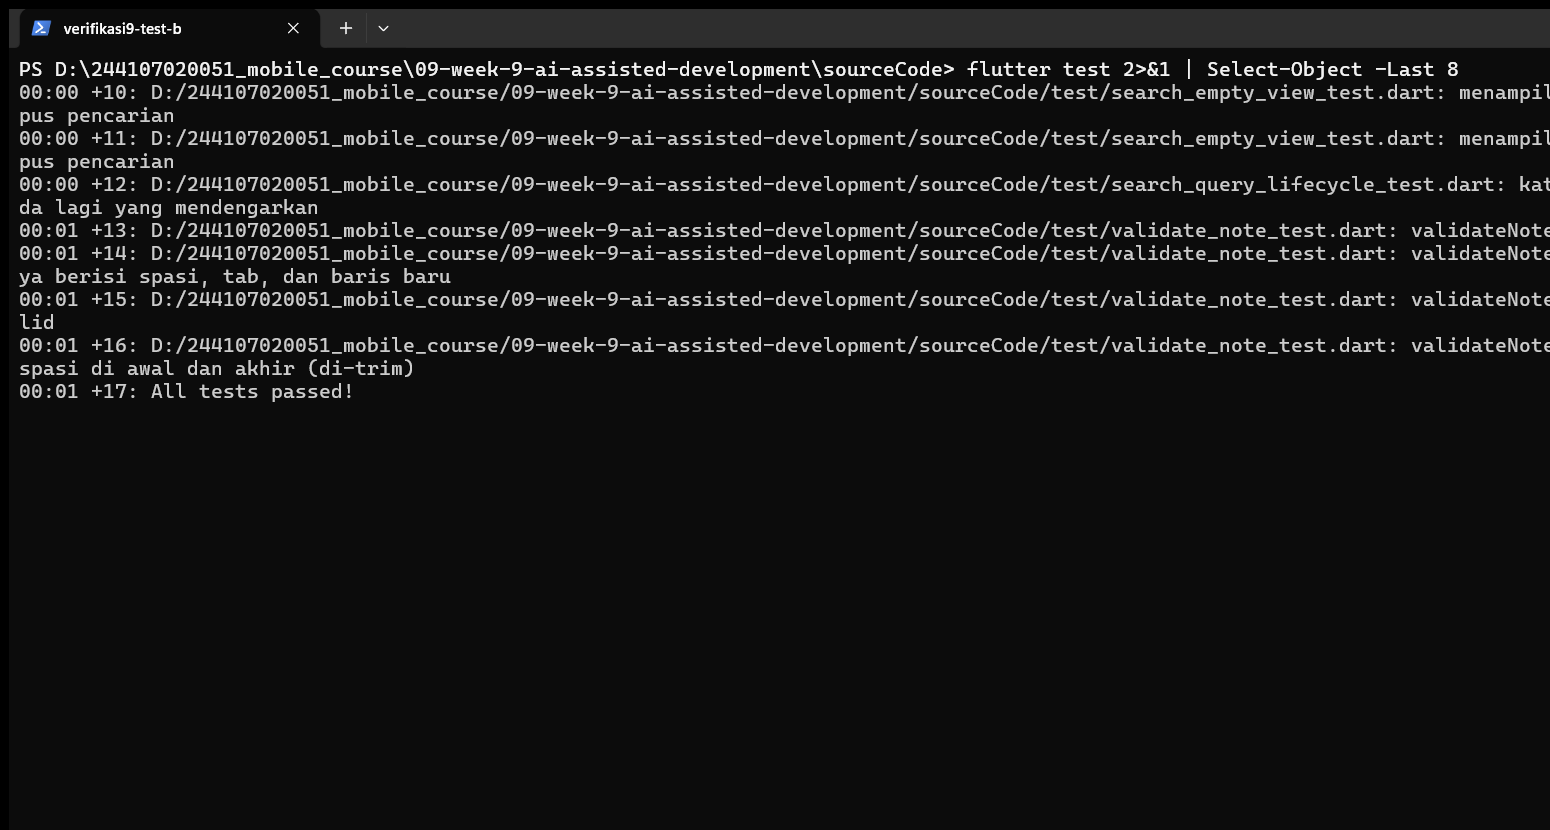 verifikasi9-test-b
PS D:\244107020051_mobile_course\09-week-9-ai-assisted-development\sourceCode> flutter test 2>&1 | Select-Object -Last 8
00:00 +10: D:/244107020051_mobile_course/09-week-9-ai-assisted-development/sourceCode/test/search_empty_view_test.dart: menampil
pus pencarian
00:00 +11: D:/244107020051_mobile_course/09-week-9-ai-assisted-development/sourceCode/test/search_empty_view_test.dart: menampil
pus pencarian
00:00 +12: D:/244107020051_mobile_course/09-week-9-ai-assisted-development/sourceCode/test/search_query_lifecycle_test.dart: kat
da lagi yang mendengarkan
00:01 +13: D:/244107020051_mobile_course/09-week-9-ai-assisted-development/sourceCode/test/validate_note_test.dart: validateNote
00:01 +14: D:/244107020051_mobile_course/09-week-9-ai-assisted-development/sourceCode/test/validate_note_test.dart: validateNote
ya berisi spasi, tab, dan baris baru
00:01 +15: D:/244107020051_mobile_course/09-week-9-ai-assisted-development/sourceCode/test/validate_note_test.dart: validateNote
lid
00:01 +16: D:/244107020051_mobile_course/09-week-9-ai-assisted-development/sourceCode/test/validate_note_test.dart: validateNote
spasi di awal dan akhir (di-trim)
00:01 +17: All tests passed!